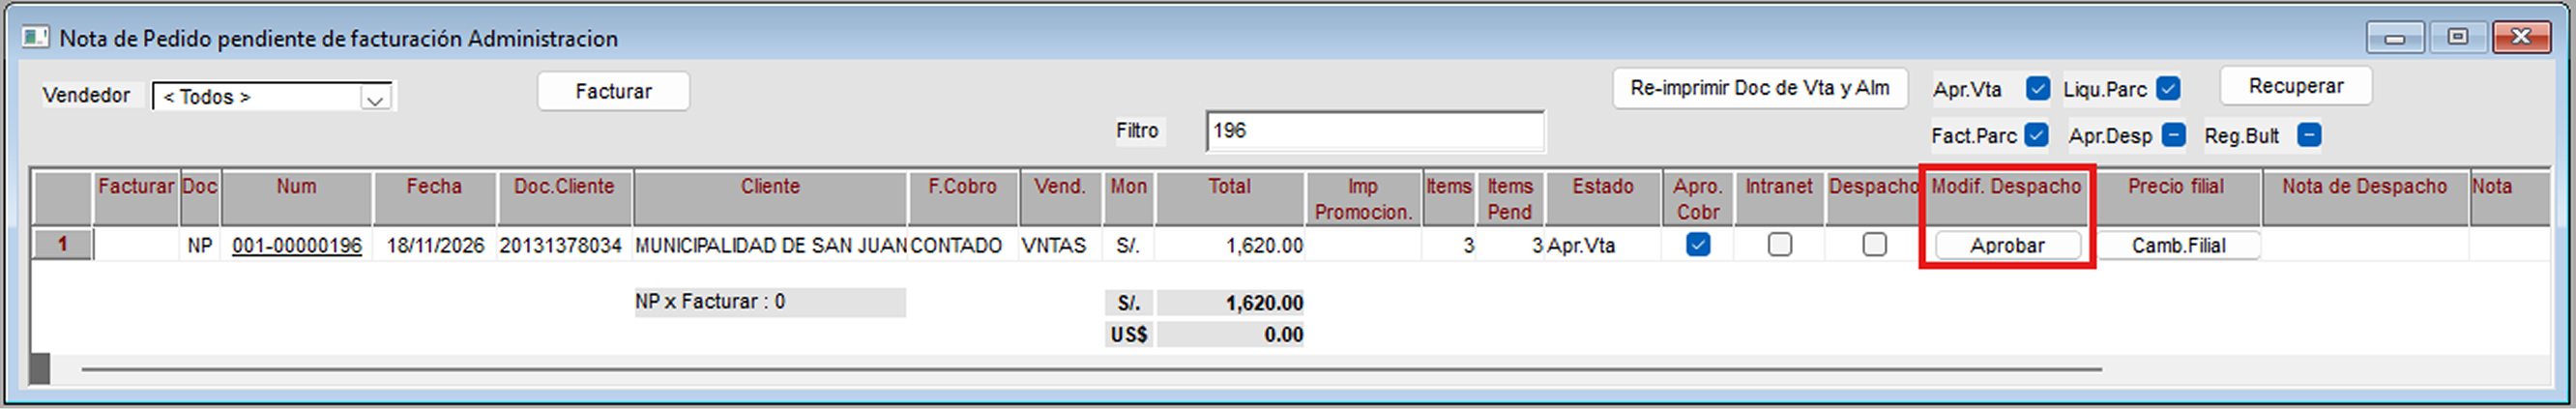 Nota de Pedido pendiente de facturación Administracion
Vendedor < Todos > Facturar Re-imprimir Doc de Vta y Alm Apr.Vta Liqu.Parc Recuperar
Filtro 196 Fact.Parc Apr.Desp Reg.Bult
Facturar Doc Num Fecha Doc.Cliente Cliente F.Cobro Vend. Mon Total Imp Promocion. Items Items Pend Estado Apro. Cobr Intranet Despacho Modif. Despacho Precio filial Nota de Despacho Nota
1 NP 001-00000196 18/11/2026 20131378034 MUNICIPALIDAD DE SAN JUAN CONTADO VNTAS S/. 1,620.00 3 3 Apr.Vta Aprobar Camb.Filial
NP x Facturar : 0 S/. 1,620.00
US$ 0.00